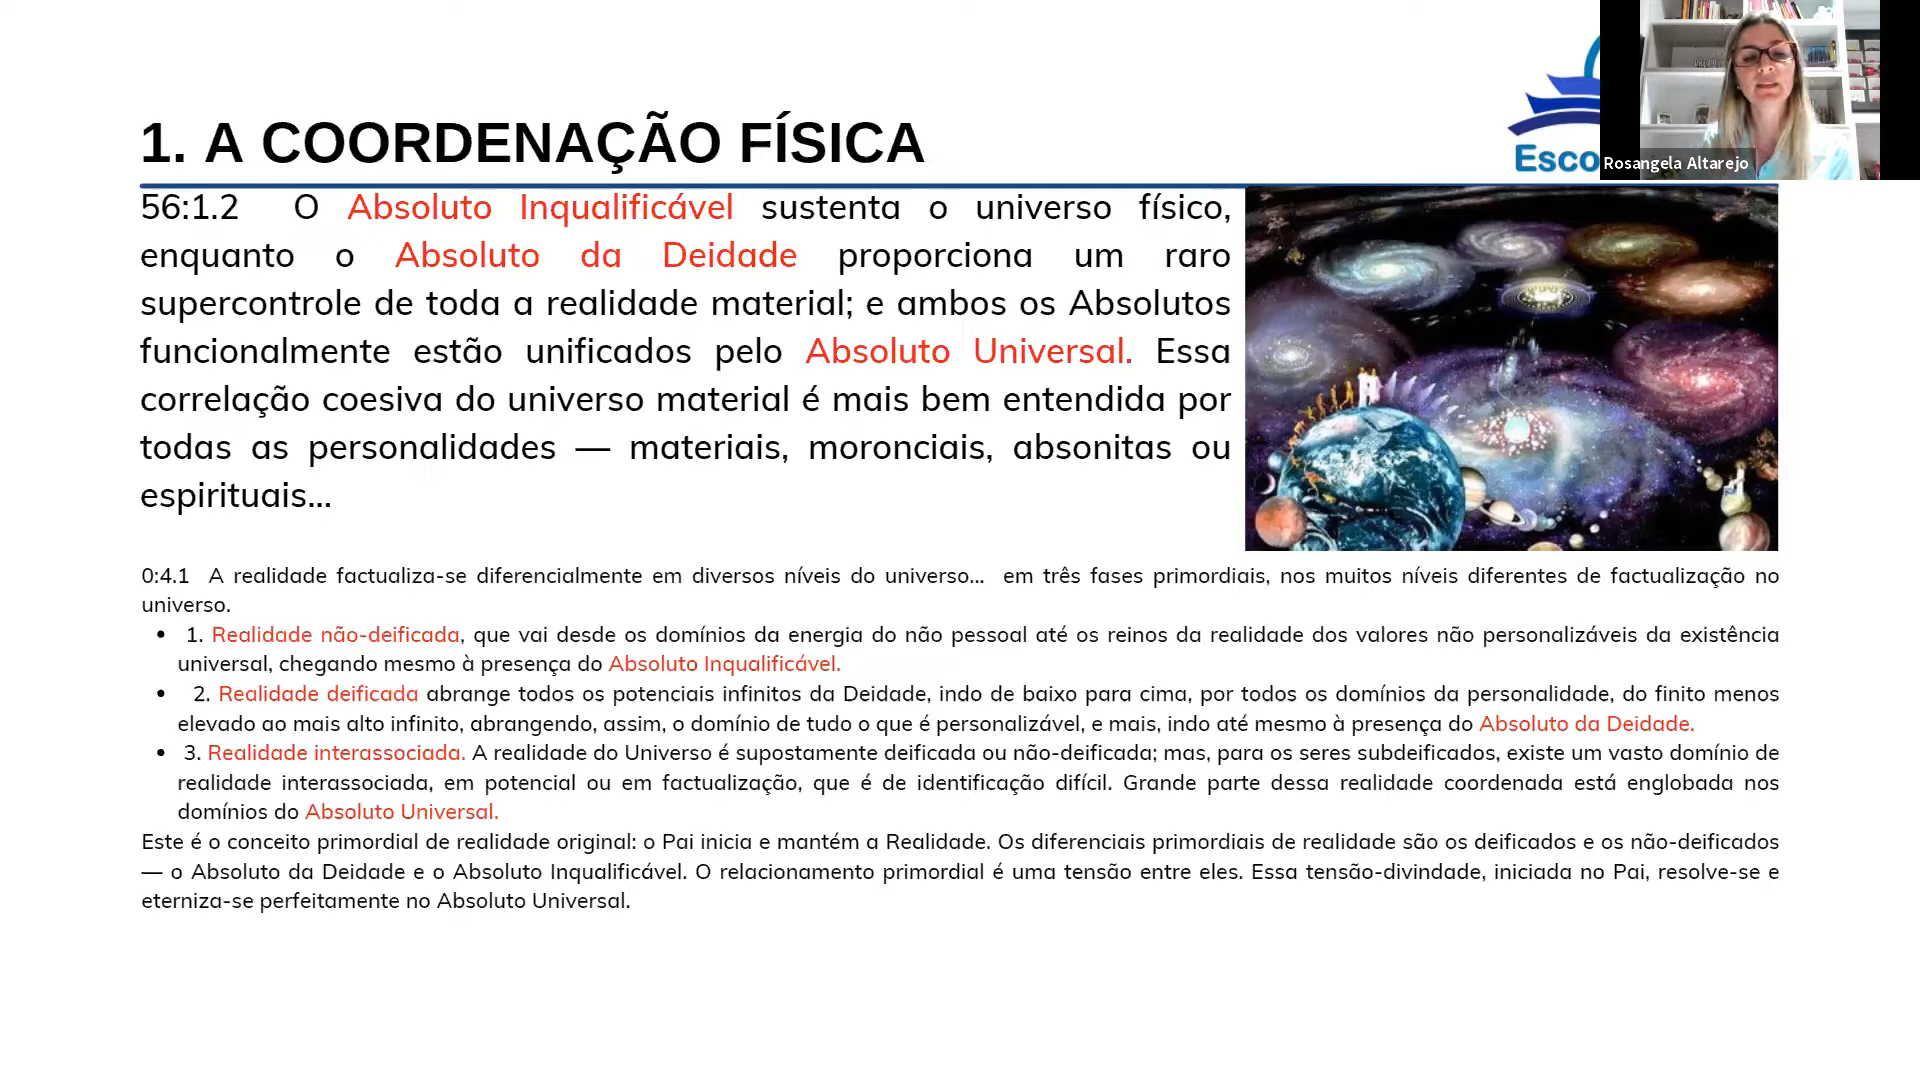 1. A COORDENAÇÃO FÍSICA
Esco
Rosangela Altarejo
56:1.2 O Absoluto Inqualificável sustenta o universo físico,
enquanto o Absoluto da Deidade proporciona um raro
supercontrole de toda a realidade material; e ambos os Absolutos
funcionalmente estão unificados pelo Absoluto Universal. Essa
correlação coesiva do universo material é mais bem entendida por
todas as personalidades — materiais, moronciais, absonitas ou
espirituais...
0:4.1 A realidade factualiza-se diferencialmente em diversos níveis do universo... em três fases primordiais, nos muitos níveis diferentes de factualização no
universo.
• 1. Realidade não-deificada, que vai desde os domínios da energia do não pessoal até os reinos da realidade dos valores não personalizáveis da existência
universal, chegando mesmo à presença do Absoluto Inqualificável.
• 2. Realidade deificada abrange todos os potenciais infinitos da Deidade, indo de baixo para cima, por todos os domínios da personalidade, do finito menos
elevado ao mais alto infinito, abrangendo, assim, o domínio de tudo o que é personalizável, e mais, indo até mesmo à presença do Absoluto da Deidade.
• 3. Realidade interassociada. A realidade do Universo é supostamente deificada ou não-deificada; mas, para os seres subdeificados, existe um vasto domínio de
realidade interassociada, em potencial ou em factualização, que é de identificação difícil. Grande parte dessa realidade coordenada está englobada nos
domínios do Absoluto Universal.
Este é o conceito primordial de realidade original: o Pai inicia e mantém a Realidade. Os diferenciais primordiais de realidade são os deificados e os não-deificados
— o Absoluto da Deidade e o Absoluto Inqualificável. O relacionamento primordial é uma tensão entre eles. Essa tensão-divindade, iniciada no Pai, resolve-se e
eterniza-se perfeitamente no Absoluto Universal.